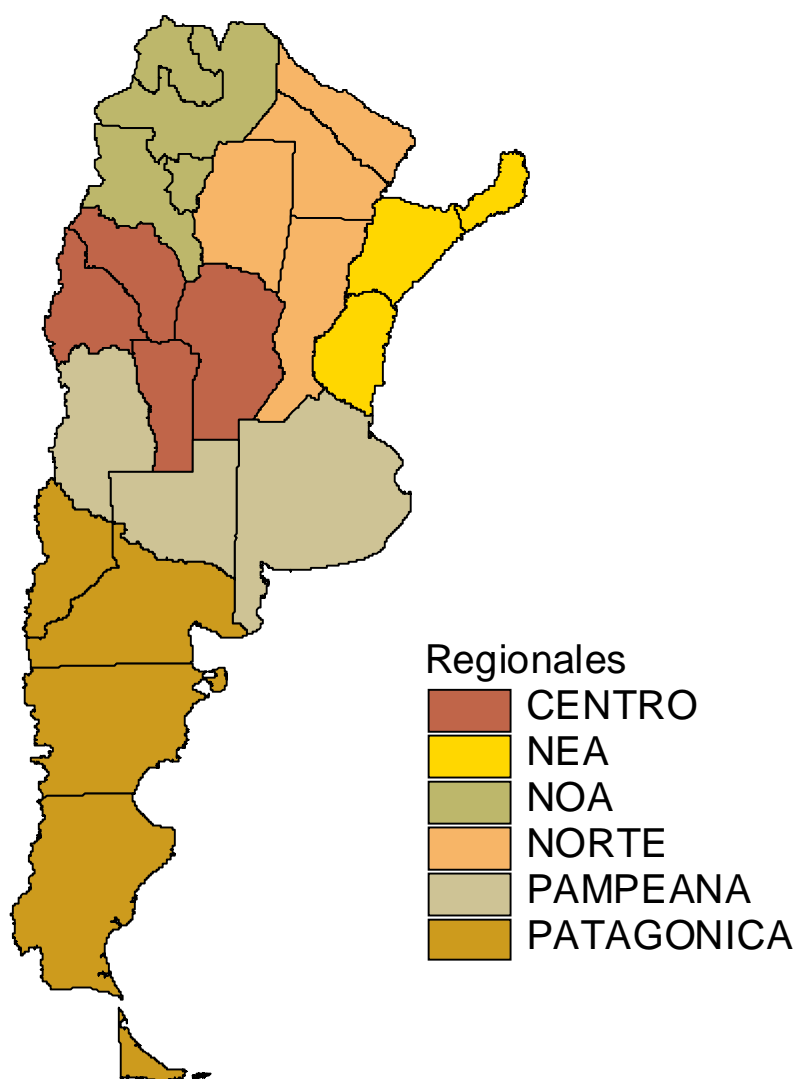 Regionales
CENTRO
NEA
NOA
NORTE
PAMPEANA
PATAGONICA